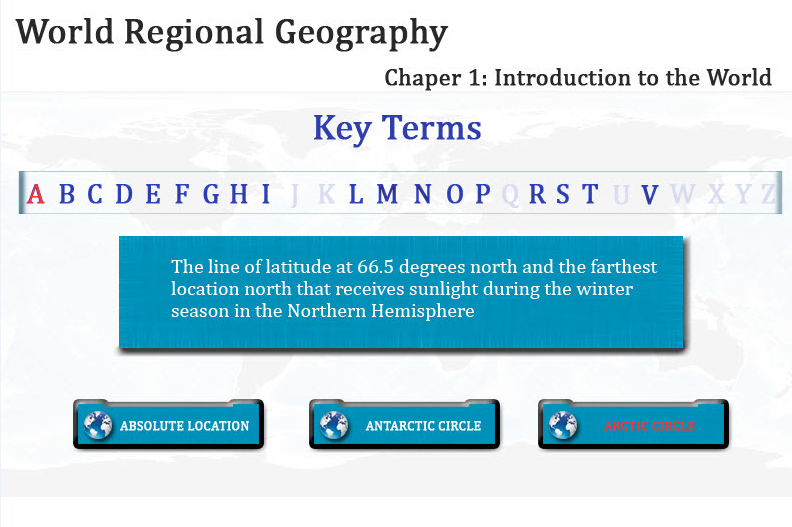 World Regional Geography
Chaper 1: Introduction to the World
Key Terms
A B C D E F G H I J K L M N O P Q R S T U V W X Y Z
The line of latitude at 66.5 degrees north and the farthest
location north that receives sunlight during the winter
season in the Northern Hemisphere
ABSOLUTE LOCATION
ANTARCTIC CIRCLE
ARCTIC CIRCLE